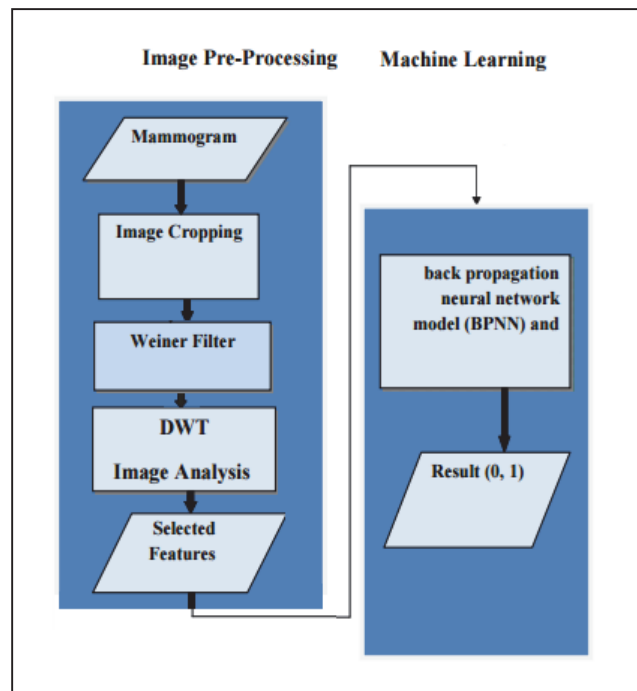 Image Pre-Processing
Machine Learning
Mammogram
Image Cropping
Weiner Filter
DWT
Image Analysis
Selected
Features
back propagation
neural network
model (BPNN) and
Result (0, 1)